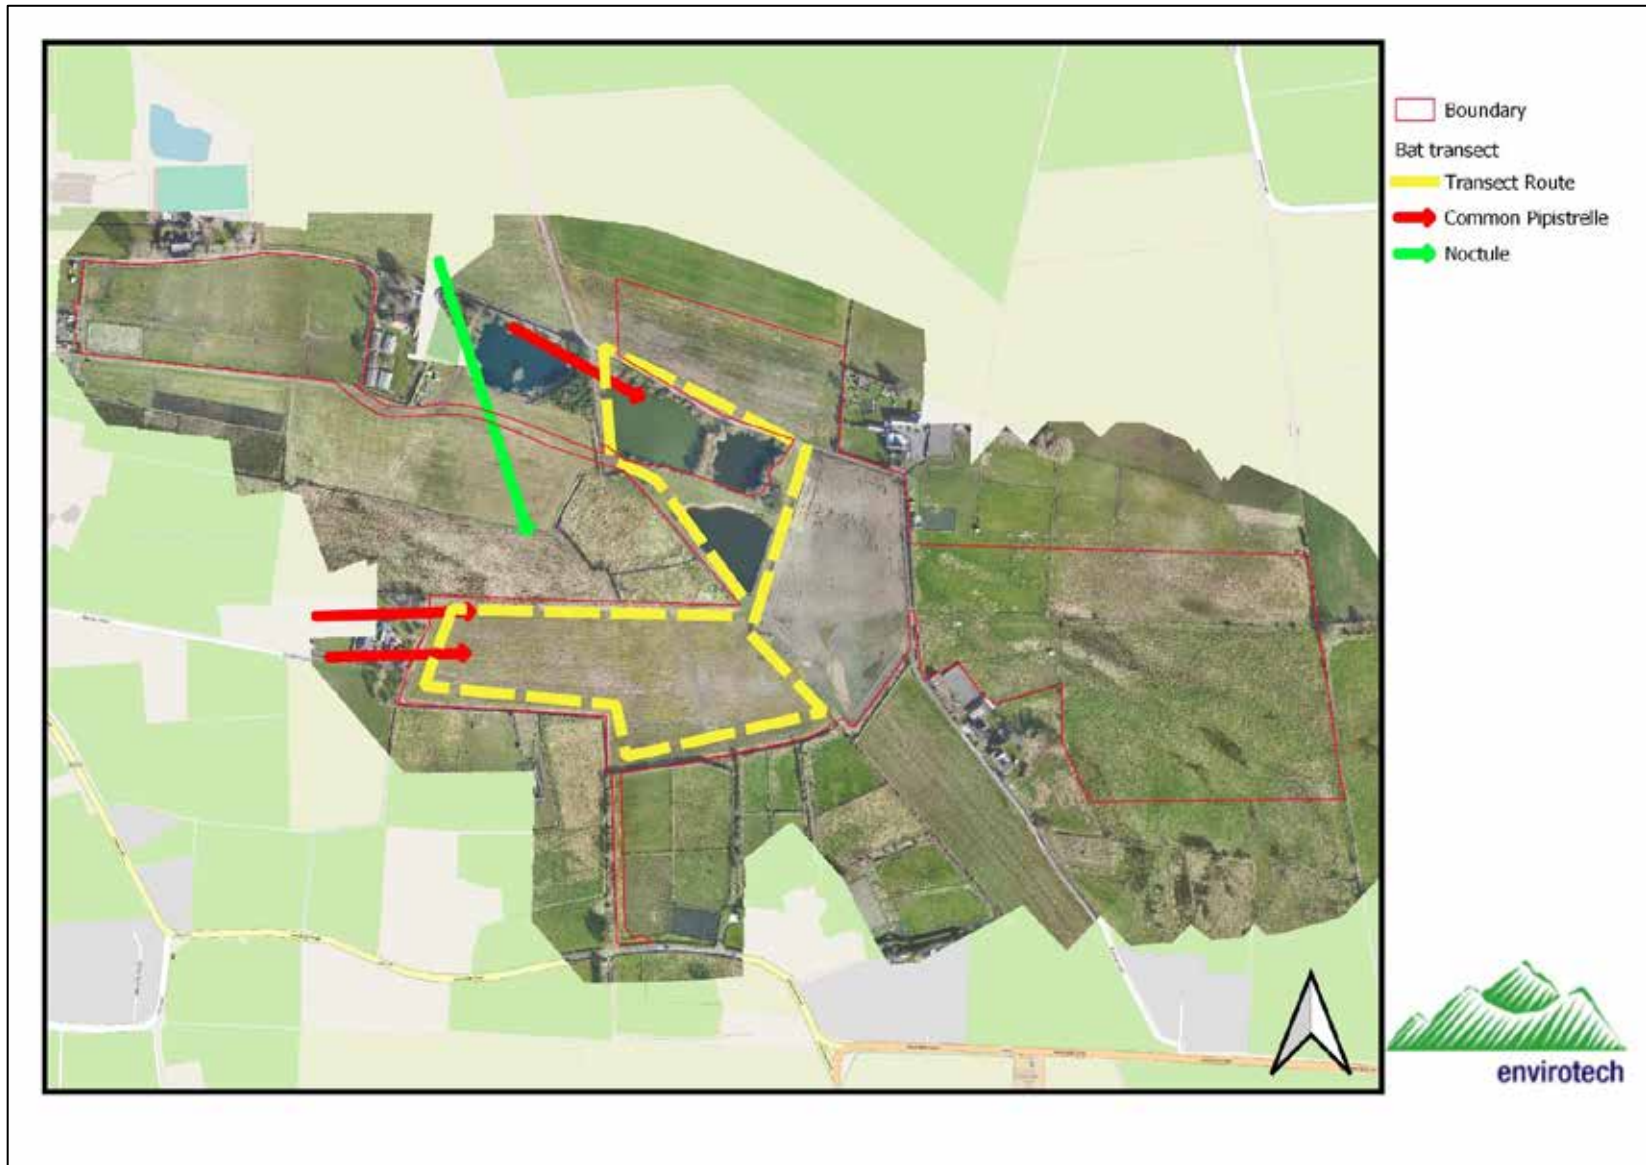 Boundary
Bat transect
Transect Route
Common Pipistrelle
Noctule
envirotech